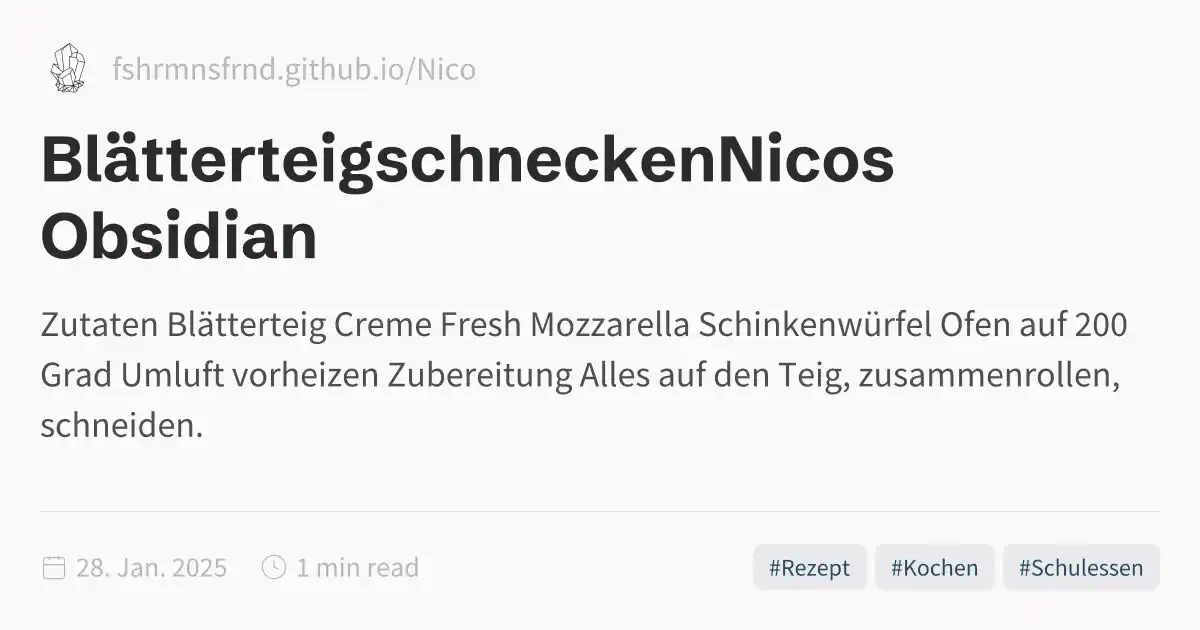 fshrmnsfrnd.github.io/Nico
BlätterteigschneckenNicos
Obsidian
Zutaten Blätterteig Creme Fresh Mozzarella Schinkenwürfel Ofen auf 200
Grad Umluft vorheizen Zubereitung Alles auf den Teig, zusammenrollen,
schneiden.
28. Jan. 2025 1 min read #Rezept #Kochen #Schulessen